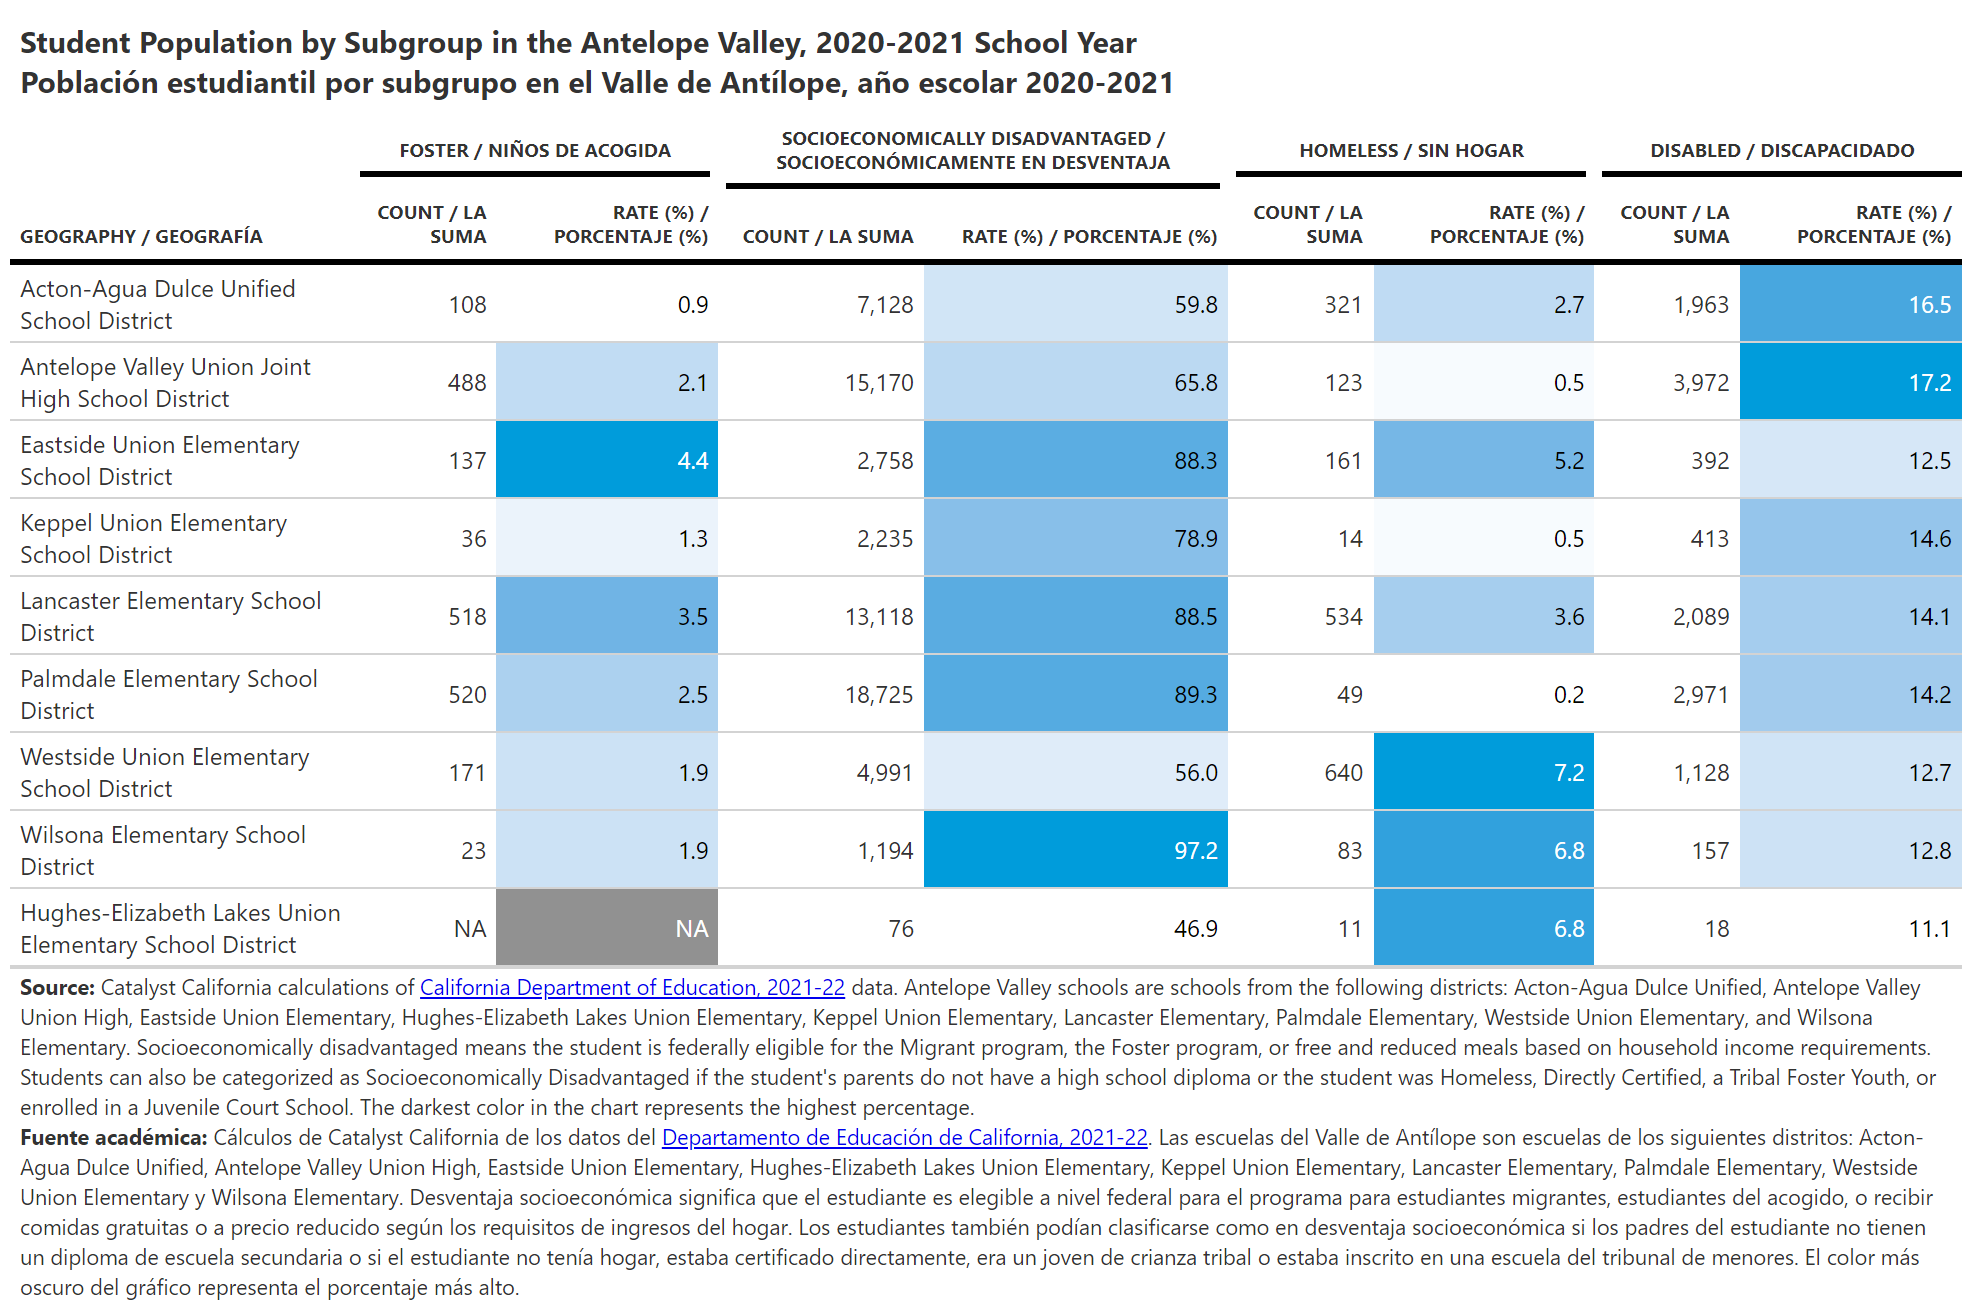 Student Population by Subgroup in the Antelope Valley, 2020-2021 School Year
Población estudiantil por subgrupo en el Valle de Antílope, año escolar 2020-2021
FOSTER / NIÑOS DE ACOGIDA
SOCIOECONOMICALLY DISADVANTAGED /
SOCIOECONÓMICAMENTE EN DESVENTAJA
HOMELESS / SIN HOGAR
DISABLED / DISCAPACIDADO
GEOGRAPHY / GEOGRAFÍA
COUNT / LA
SUMA
RATE (%) /
PORCENTAJE (%)
COUNT / LA SUMA
RATE (%) / PORCENTAJE (%)
COUNT / LA
SUMA
RATE (%) /
PORCENTAJE (%)
COUNT / LA
SUMA
RATE (%) /
PORCENTAJE (%)
Acton-Agua Dulce Unified
School District
108 0.9 7,128 59.8 321 2.7 1,963 16.5
Antelope Valley Union Joint
High School District
488 2.1 15,170 65.8 123 0.5 3,972 17.2
Eastside Union Elementary
School District
137 4.4 2,758 88.3 161 5.2 392 12.5
Keppel Union Elementary
School District
36 1.3 2,235 78.9 14 0.5 413 14.6
Lancaster Elementary School
District
518 3.5 13,118 88.5 534 3.6 2,089 14.1
Palmdale Elementary School
District
520 2.5 18,725 89.3 49 0.2 2,971 14.2
Westside Union Elementary
School District
171 1.9 4,991 56.0 640 7.2 1,128 12.7
Wilsona Elementary School
District
23 1.9 1,194 97.2 83 6.8 157 12.8
Hughes-Elizabeth Lakes Union
Elementary School District
NA NA 76 46.9 11 6.8 18 11.1
Source: Catalyst California calculations of California Department of Education, 2021-22 data. Antelope Valley schools are schools from the following districts: Acton-Agua Dulce Unified, Antelope Valley
Union High, Eastside Union Elementary, Hughes-Elizabeth Lakes Union Elementary, Keppel Union Elementary, Lancaster Elementary, Palmdale Elementary, Westside Union Elementary, and Wilsona
Elementary. Socioeconomically disadvantaged means the student is federally eligible for the Migrant program, the Foster program, or free and reduced meals based on household income requirements.
Students can also be categorized as Socioeconomically Disadvantaged if the student's parents do not have a high school diploma or the student was Homeless, Directly Certified, a Tribal Foster Youth, or
enrolled in a Juvenile Court School. The darkest color in the chart represents the highest percentage.
Fuente académica: Cálculos de Catalyst California de los datos del Departamento de Educación de California, 2021-22. Las escuelas del Valle de Antílope son escuelas de los siguientes distritos: Acton-
Agua Dulce Unified, Antelope Valley Union High, Eastside Union Elementary, Hughes-Elizabeth Lakes Union Elementary, Keppel Union Elementary, Lancaster Elementary, Palmdale Elementary, Westside
Union Elementary y Wilsona Elementary. Desventaja socioeconómica significa que el estudiante es elegible a nivel federal para el programa para estudiantes migrantes, estudiantes del acogido, o recibir
comidas gratuitas o a precio reducido según los requisitos de ingresos del hogar. Los estudiantes también podían clasificarse como en desventaja socioeconómica si los padres del estudiante no tienen
un diploma de escuela secundaria o si el estudiante no tenía hogar, estaba certificado directamente, era un joven de crianza tribal o estaba inscrito en una escuela del tribunal de menores. El color más
oscuro del gráfico representa el porcentaje más alto.